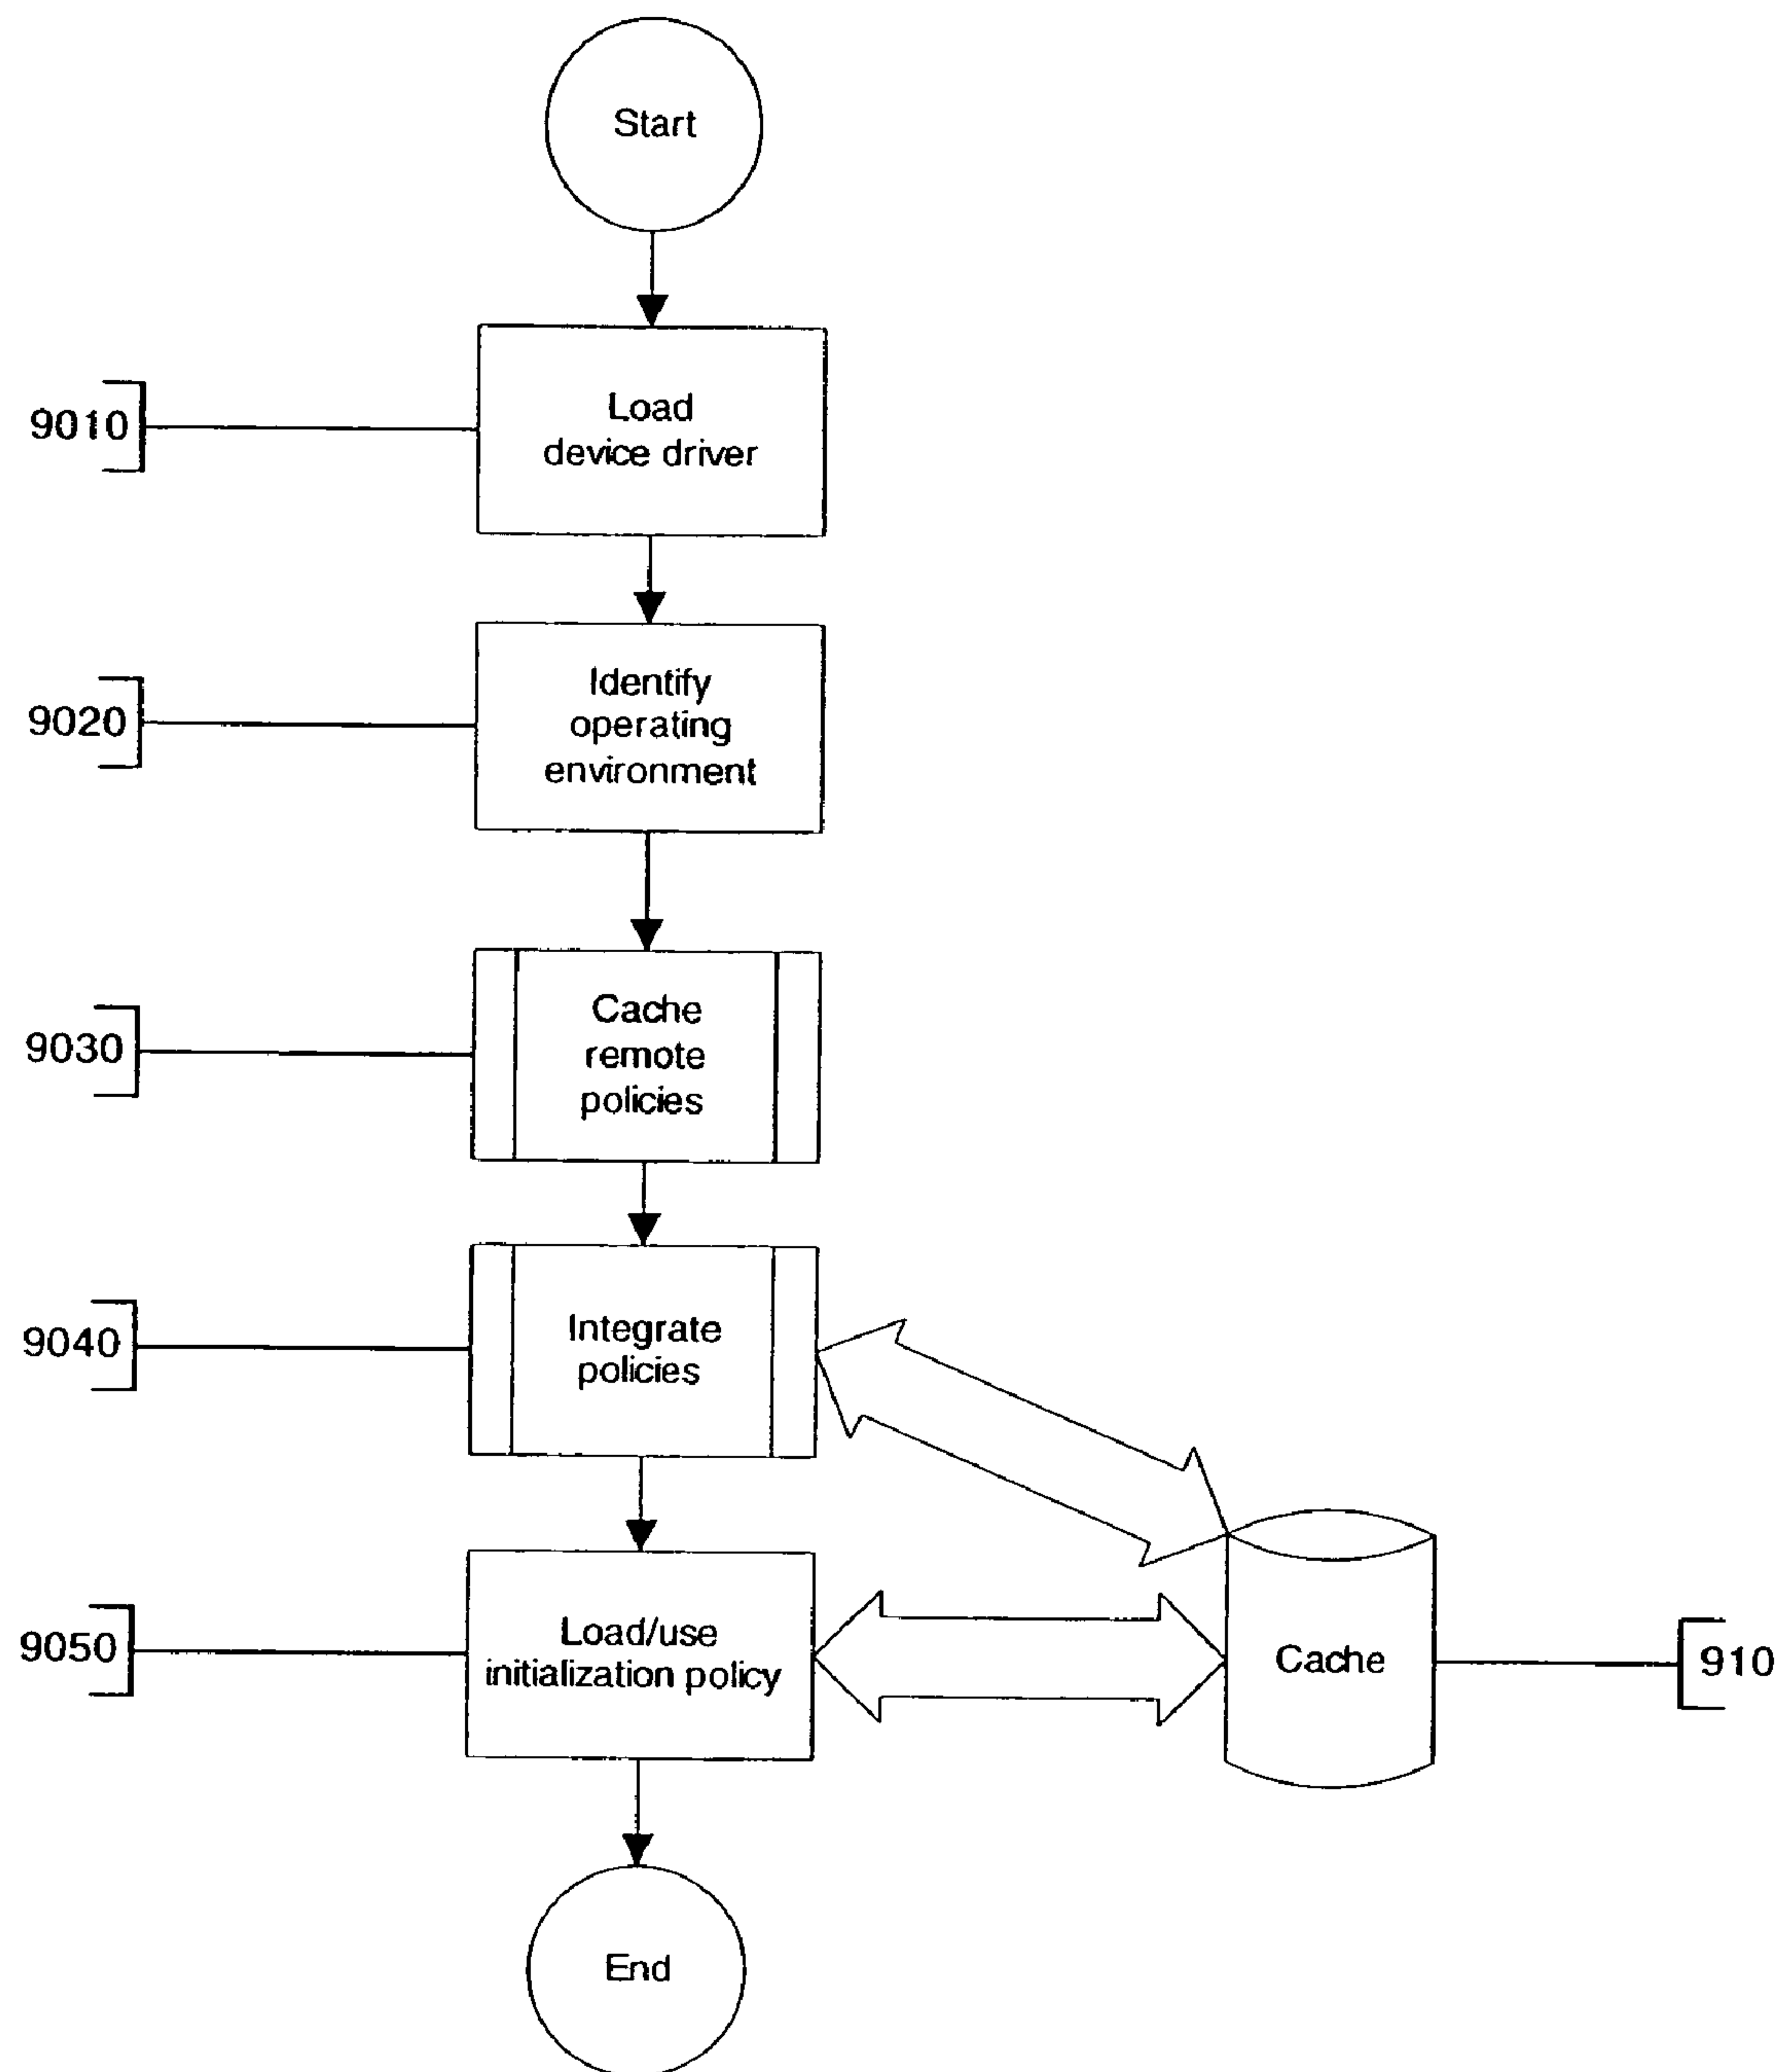 Start
9010
Load
device driver
9020
Identify
operating
environment
9030
Cache
remote
policies
9040
Integrate
policies
9050
Load/use
initialization policy
Cache
910
End